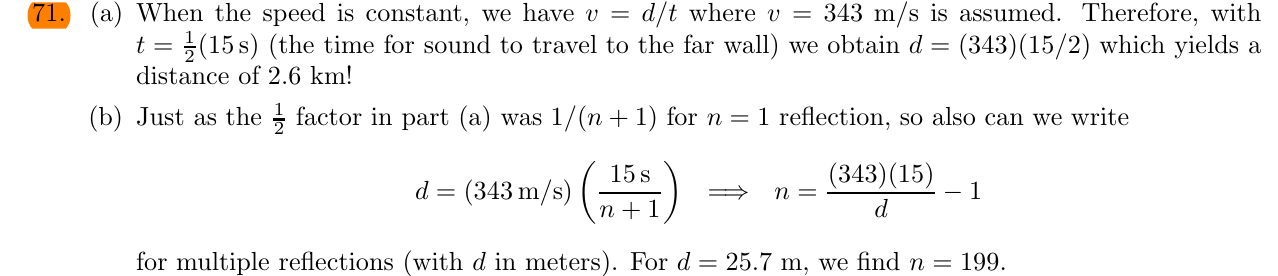 71. (a) When the speed is constant, we have v = d/t where v = 343 m/s is assumed. Therefore, with
t = 1/2(15 s) (the time for sound to travel to the far wall) we obtain d = (343)(15/2) which yields a
distance of 2.6 km!
(b) Just as the 1/2 factor in part (a) was 1/(n + 1) for n = 1 reflection, so also can we write
d = (343 m/s) (15 s / n + 1) ⟹ n = (343)(15) / d − 1
for multiple reflections (with d in meters). For d = 25.7 m, we find n = 199.